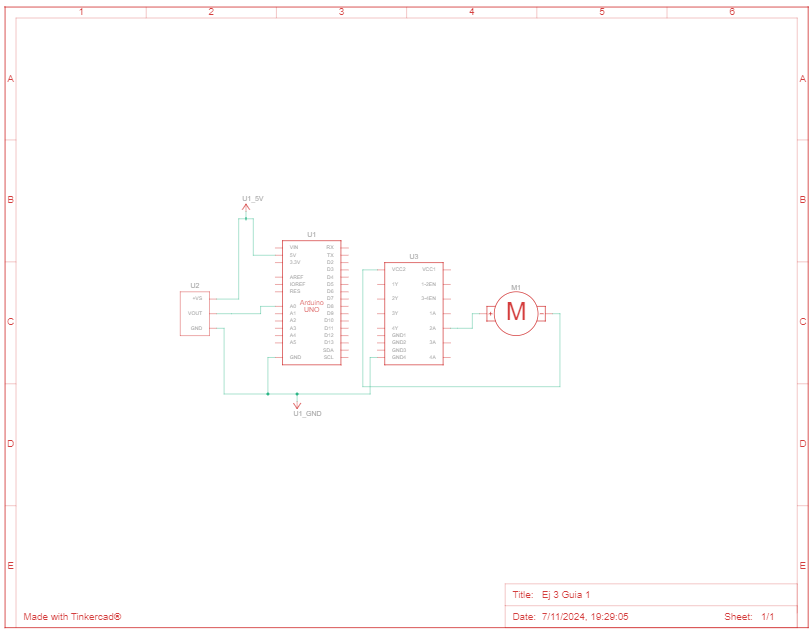 1 2 3 4 5 6
A A
B B
C C
D D
E E
U1_5V
U1
VIN RX
5V TX
3.3V D2
D3
AREF D4
IOREF D5
RES D6
D7
A0 D8
A1 D9
A2 D10
A3 D11
A4 D12
A5 D13
SDA
GND SCL
Arduino
UNO
U2
+VS
VOUT
GND
U3
VCC2 VCC1
1Y 1-2EN
2Y 3-4EN
3Y 1A
4Y 2A
GND1
GND2 3A
GND3
GND4 4A
M1
+ M -
U1_GND
Title: Ej 3 Guia 1
Made with Tinkercad®
Date: 7/11/2024, 19:29:05 Sheet: 1/1